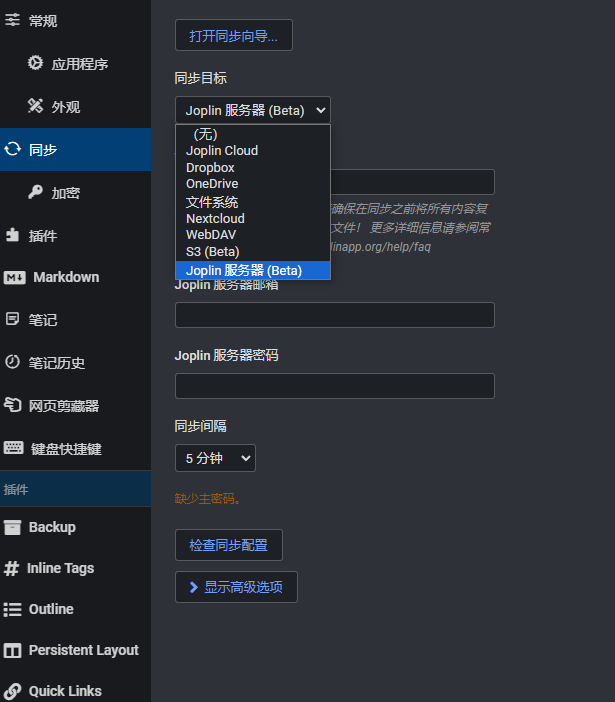 常规
应用程序
外观
同步
加密
插件
Markdown
笔记
笔记历史
网页剪藏器
键盘快捷键
插件
Backup
Inline Tags
Outline
Persistent Layout
Quick Links
打开同步向导...
同步目标
Joplin 服务器 (Beta)
(无)
Joplin Cloud
Dropbox
OneDrive
文件系统
Nextcloud
WebDAV
S3 (Beta)
Joplin 服务器 (Beta)
确保在同步之前将所有内容复
文件！ 更多详细信息请参阅常
linapp.org/help/faq
Joplin 服务器邮箱
Joplin 服务器密码
同步间隔
5 分钟
缺少主密码。
检查同步配置
显示高级选项